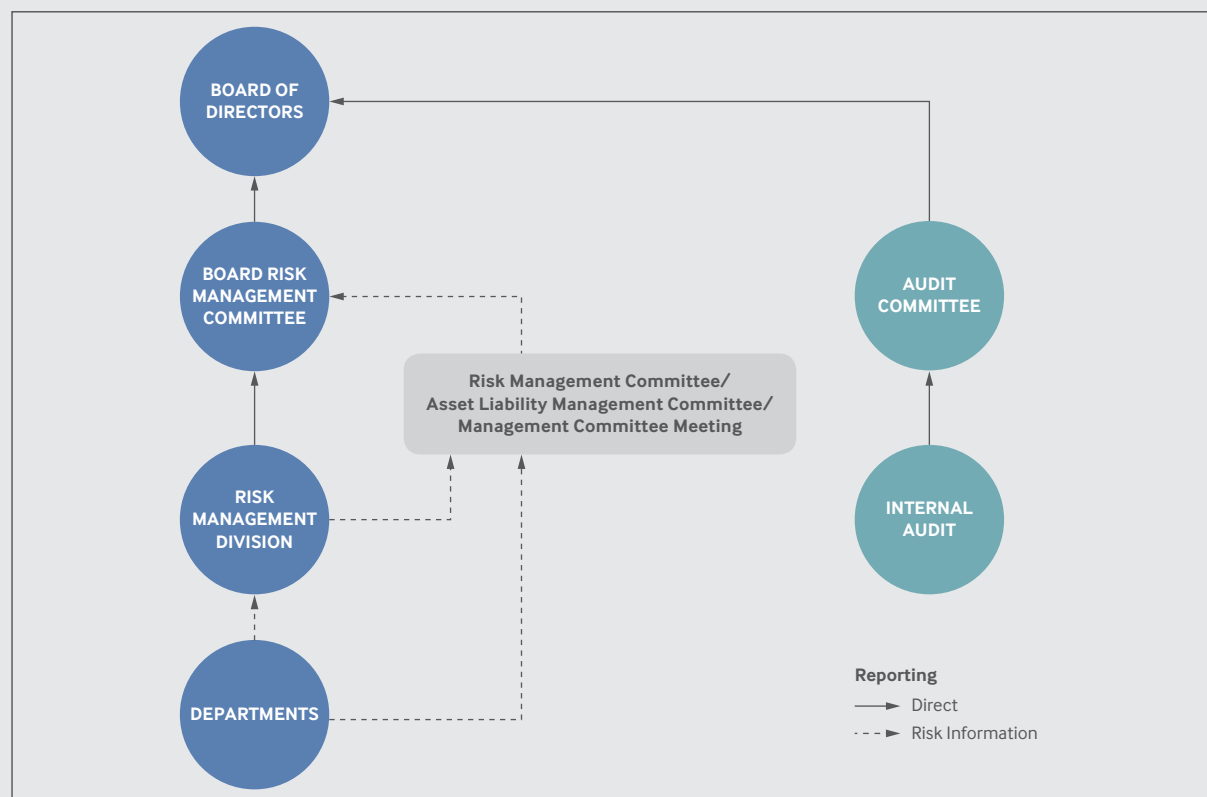 BOARD OF
DIRECTORS
BOARD RISK
MANAGEMENT
COMMITTEE
AUDIT
COMMITTEE
Risk Management Committee/
Asset Liability Management Committee/
Management Committee Meeting
RISK
MANAGEMENT
DIVISION
INTERNAL
AUDIT
DEPARTMENTS
Reporting
Direct
Risk Information